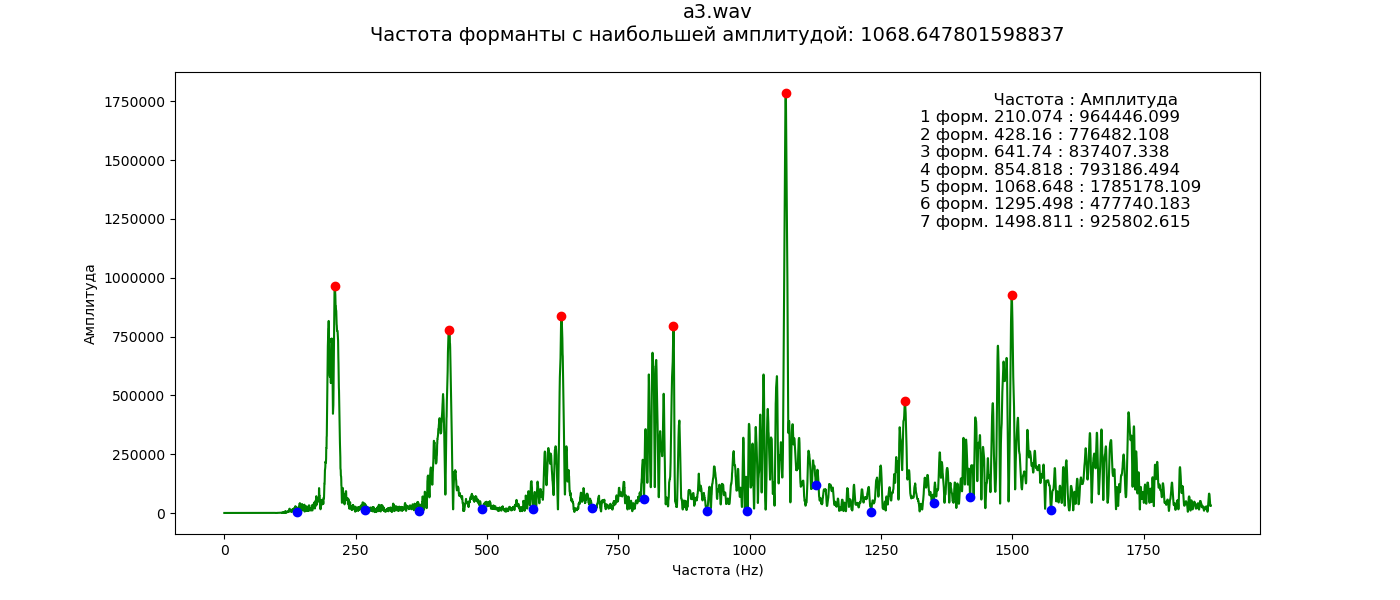 a3.wav
Частота форманты с наибольшей амплитудой: 1068.647801598837
Частота : Амплитуда
1 форм. 210.074 : 964446.099
2 форм. 428.16 : 776482.108
3 форм. 641.74 : 837407.338
4 форм. 854.818 : 793186.494
5 форм. 1068.648 : 1785178.109
6 форм. 1295.498 : 477740.183
7 форм. 1498.811 : 925802.615
Амплитуда
1750000
1500000
1250000
1000000
750000
500000
250000
0
0 250 500 750 1000 1250 1500 1750
Частота (Hz)